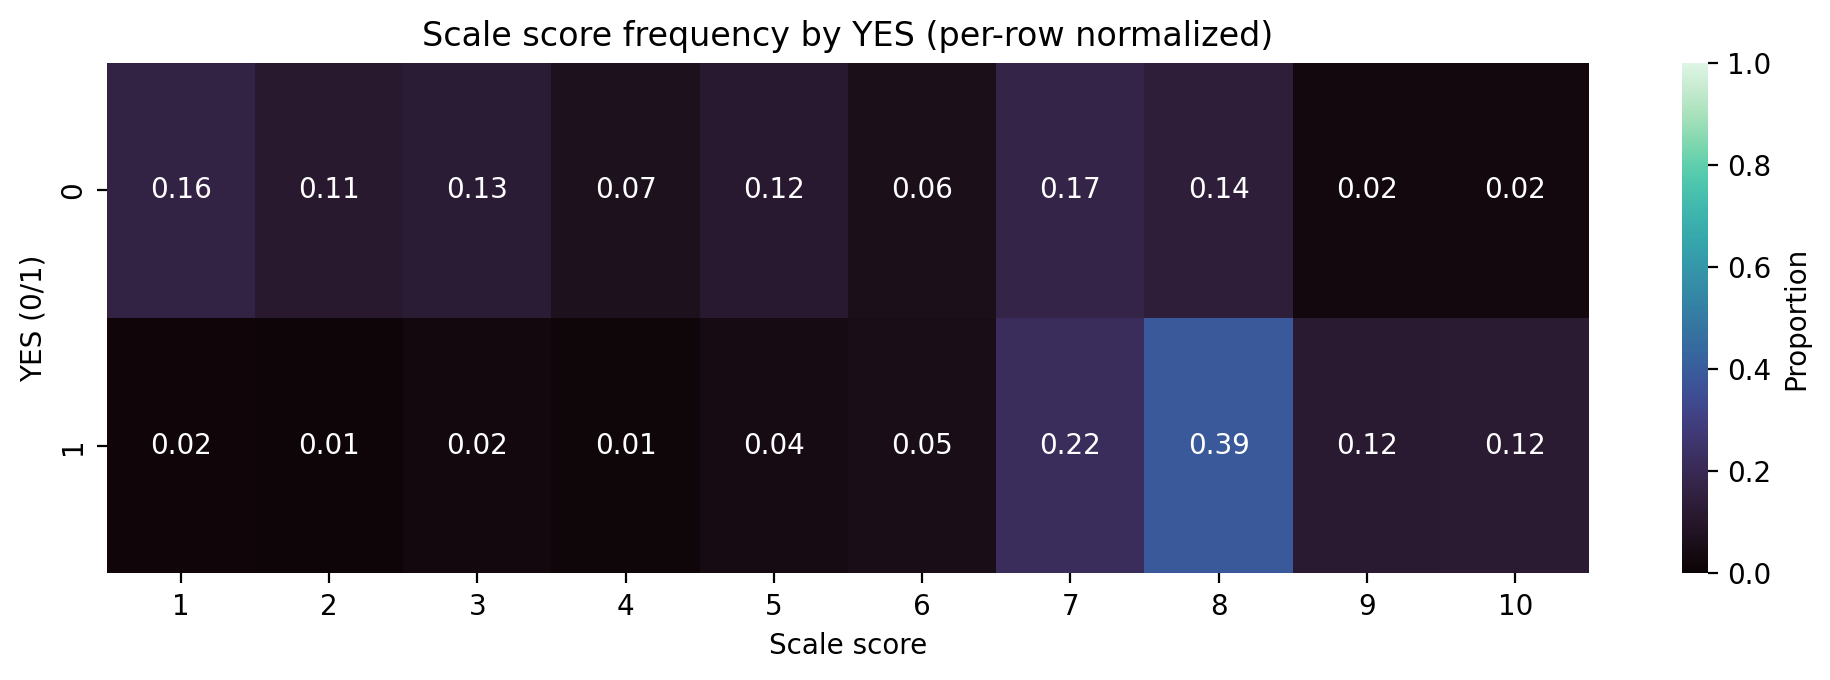 Scale score frequency by YES (per-row normalized)
YES (0/1)
0
0.16 0.11 0.13 0.07 0.12 0.06 0.17 0.14 0.02 0.02
1
0.02 0.01 0.02 0.01 0.04 0.05 0.22 0.39 0.12 0.12
1 2 3 4 5 6 7 8 9 10
Scale score
1.0
0.8
0.6
0.4
0.2
0.0
Proportion